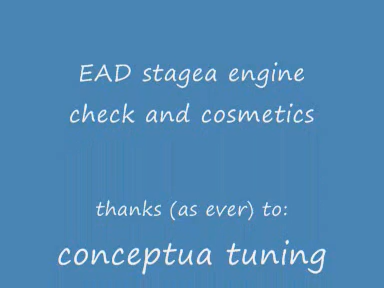 EAD stagea engine
check and cosmetics
thanks (as ever) to:
conceptua tuning